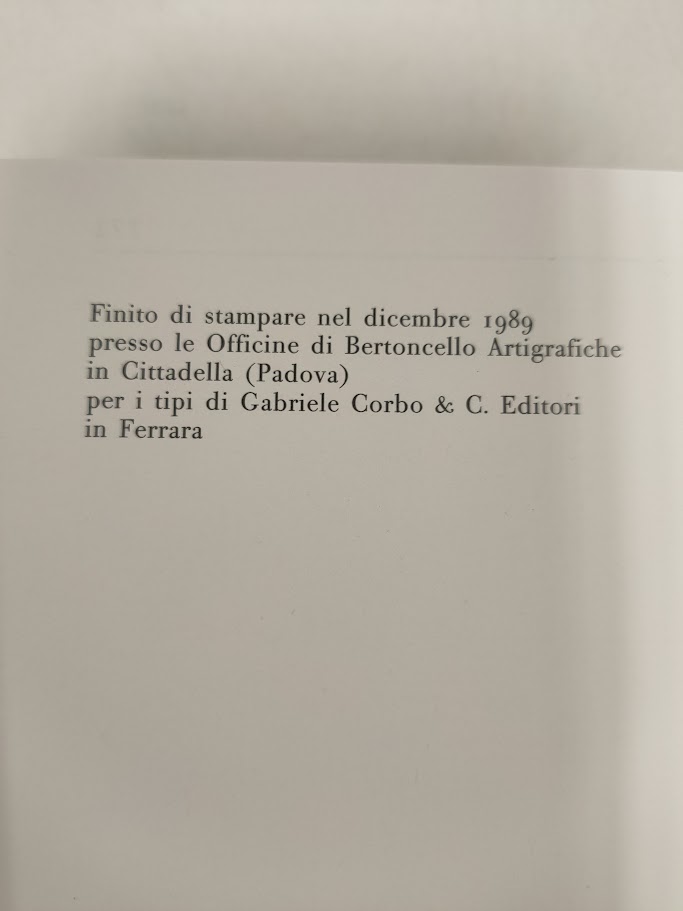 Finito di stampare nel dicembre 1989
presso le Officine di Bertoncello Artigrafiche
in Cittadella (Padova)
per i tipi di Gabriele Corbo & C. Editori
in Ferrara